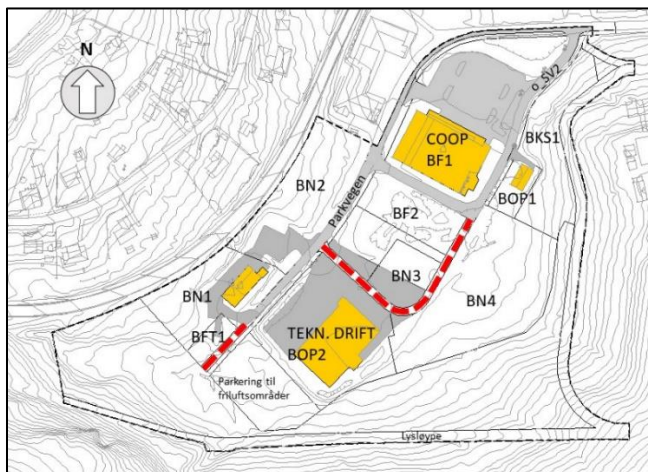 N
o_SV2
COOP
BF1
BKS1
BN2
Parkvegen
BOP1
BF2
BN3
BN1
BN4
BFT1
TEKN. DRIFT
BOP2
Parkering til
friluftsområder
Lysløype